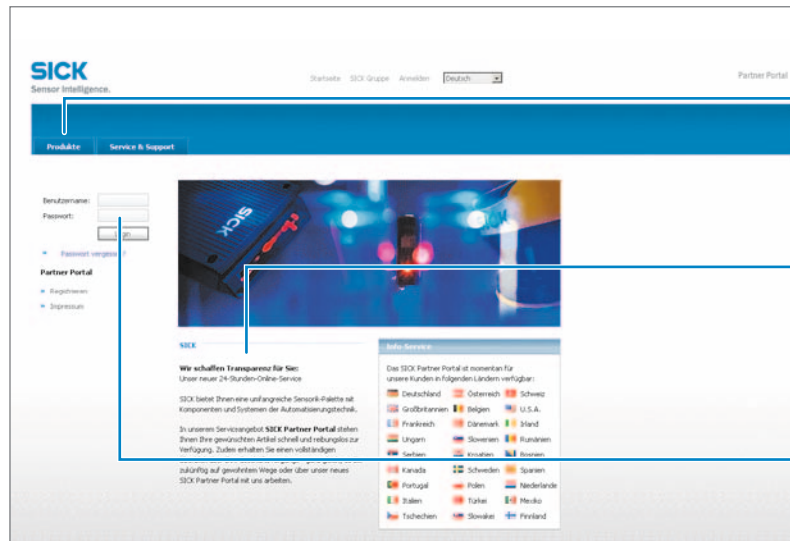 SICK
Sensor Intelligence.
Startseite SICK Gruppe Anmelden Deutsch
Partner Portal
Produkte Service & Support
Benutzername:
Passwort:
Passwort
Partner Portal
Registrieren
Impressum
SICK
SICK
SICK
Wir schaffen Transparenz für Sie:
Unser neuer 24-Stunden-Online-Service
SICK bietet Ihnen eine umfangreiche Sensorik-Palette mit
Komponenten und Systemen der Automatisierungstechnik.
In unserem Serviceangebot SICK Partner Portal stehen
Ihnen Ihre gewünschten Artikel schnell und reibungslos zur
Verfügung. Zudem erhalten Sie einen vollständigen
zukünftig auf gewohntem Wege oder über unser neues
SICK Partner Portal mit uns arbeiten.
Info-Service
Das SICK Partner Portal ist momentan für
unsere Kunden in folgenden Ländern verfügbar:
Deutschland Österreich Schweiz
Großbritannien Belgien U.S.A.
Frankreich Dänemark Irland
Ungarn Slowenien Rumänien
Serbien Kroatien Bosnien
Kanada Schweden Spanien
Portugal Polen Niederlande
Italien Türkei Mexiko
Tschechien Slowakei Finnland